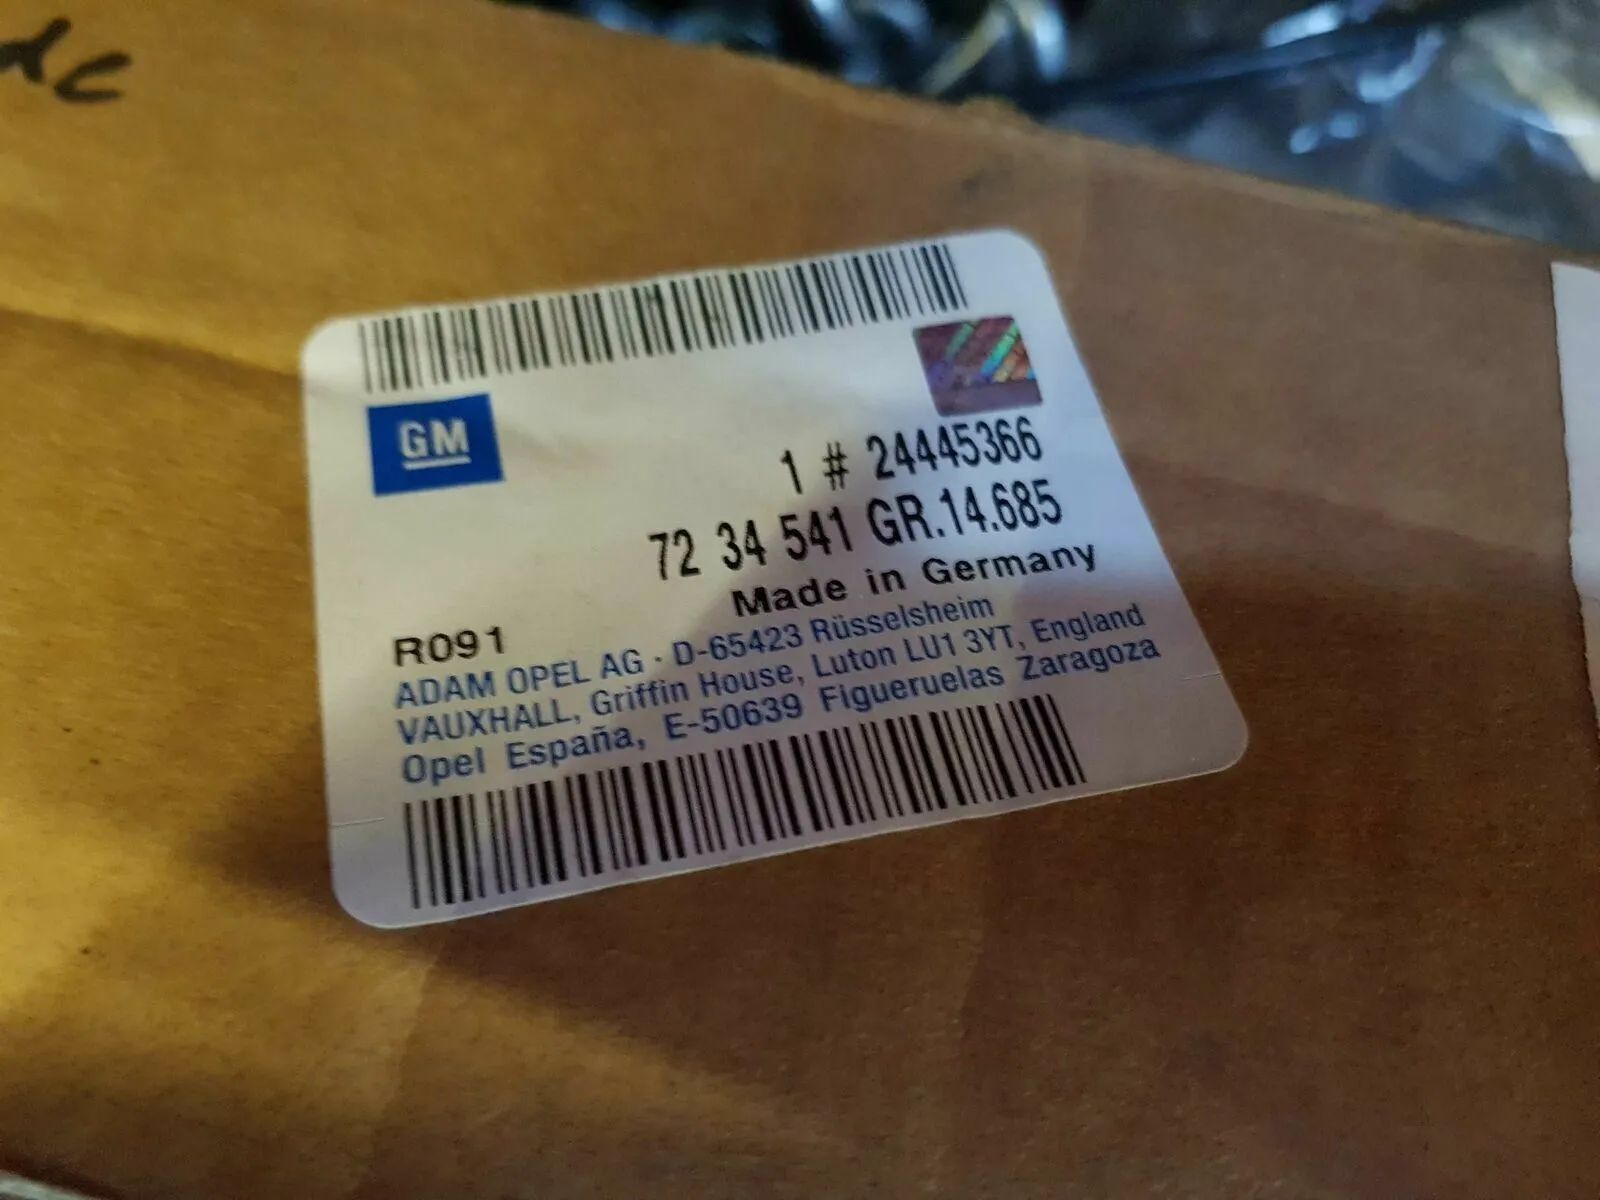 GM
1 # 24445366
72 34 541 GR.14.685
Made in Germany
R091
ADAM OPEL AG · D-65423 Rüsselsheim
VAUXHALL, Griffin House, Luton LU1 3YT, England
Opel España, E-50639 Figueruelas Zaragoza